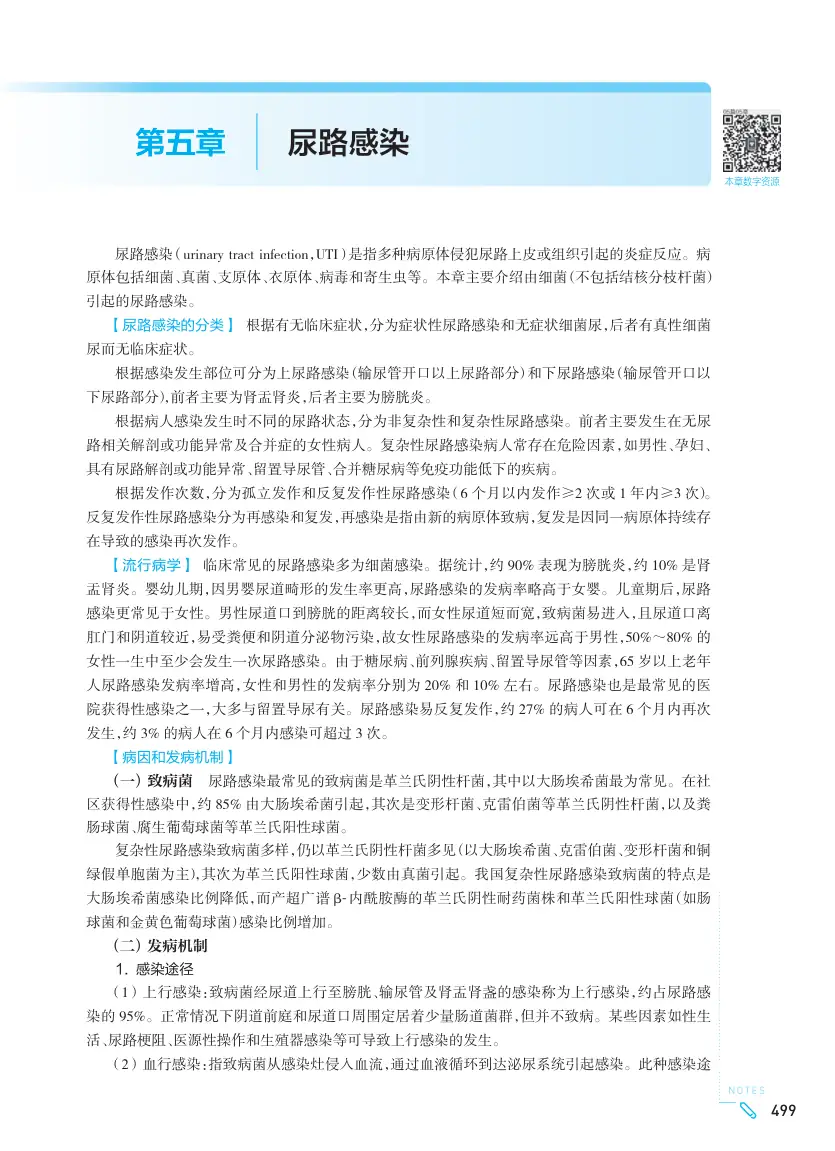 第五章
尿路感染
本章数字资源
尿路感染（urinary tract infection，UTI）是指多种病原体侵犯尿路上皮或组织引起的炎症反应。病
原体包括细菌、真菌、支原体、衣原体、病毒和寄生虫等。本章主要介绍由细菌（不包括结核分枝杆菌）
引起的尿路感染。
【尿路感染的分类】 根据有无临床症状，分为症状性尿路感染和无症状细菌尿，后者有真性细菌
尿而无临床症状。
根据感染发生部位可分为上尿路感染（输尿管开口以上尿路部分）和下尿路感染（输尿管开口以
下尿路部分），前者主要为肾盂肾炎，后者主要为膀胱炎。
根据病人感染发生时不同的尿路状态，分为非复杂性和复杂性尿路感染。前者主要发生在无尿
路相关解剖或功能异常及合并症的女性病人。复杂性尿路感染病人常存在危险因素，如男性、孕妇、
具有尿路解剖或功能异常、留置导尿管、合并糖尿病等免疫功能低下的疾病。
根据发作次数，分为孤立发作和反复发作性尿路感染（6 个月以内发作≥2 次或 1 年内≥3 次）。
反复发作性尿路感染分为再感染和复发，再感染是指由新的病原体致病，复发是因同一病原体持续存
在导致的感染再次发作。
【流行病学】 临床常见的尿路感染多为细菌感染。据统计，约 90% 表现为膀胱炎，约 10% 是肾
盂肾炎。婴幼儿期，因男婴尿道畸形的发生率更高，尿路感染的发病率略高于女婴。儿童期后，尿路
感染更常见于女性。男性尿道口到膀胱的距离较长，而女性尿道短而宽，致病菌易进入，且尿道口离
肛门和阴道较近，易受粪便和阴道分泌物污染，故女性尿路感染的发病率远高于男性，50%～80% 的
女性一生中至少会发生一次尿路感染。由于糖尿病、前列腺疾病、留置导尿管等因素，65 岁以上老年
人尿路感染发病率增高，女性和男性的发病率分别为 20% 和 10% 左右。尿路感染也是最常见的医
院获得性感染之一，大多与留置导尿有关。尿路感染易反复发作，约 27% 的病人可在 6 个月内再次
发生，约 3% 的病人在 6 个月内感染可超过 3 次。
【病因和发病机制】
（一）致病菌 尿路感染最常见的致病菌是革兰氏阴性杆菌，其中以大肠埃希菌最为常见。在社
区获得性感染中，约 85% 由大肠埃希菌引起，其次是变形杆菌、克雷伯菌等革兰氏阴性杆菌，以及粪
肠球菌、腐生葡萄球菌等革兰氏阳性球菌。
复杂性尿路感染致病菌多样，仍以革兰氏阴性杆菌多见（以大肠埃希菌、克雷伯菌、变形杆菌和铜
绿假单胞菌为主），其次为革兰氏阳性球菌，少数由真菌引起。我国复杂性尿路感染致病菌的特点是
大肠埃希菌感染比例降低，而产超广谱 β- 内酰胺酶的革兰氏阴性耐药菌株和革兰氏阳性球菌（如肠
球菌和金黄色葡萄球菌）感染比例增加。
（二）发病机制
1. 感染途径
（1）上行感染：致病菌经尿道上行至膀胱、输尿管及肾盂肾盏的感染称为上行感染，约占尿路感
染的 95%。正常情况下阴道前庭和尿道口周围定居着少量肠道菌群，但并不致病。某些因素如性生
活、尿路梗阻、医源性操作和生殖器感染等可导致上行感染的发生。
（2）血行感染：指致病菌从感染灶侵入血流，通过血液循环到达泌尿系统引起感染。此种感染途
NOTES
499